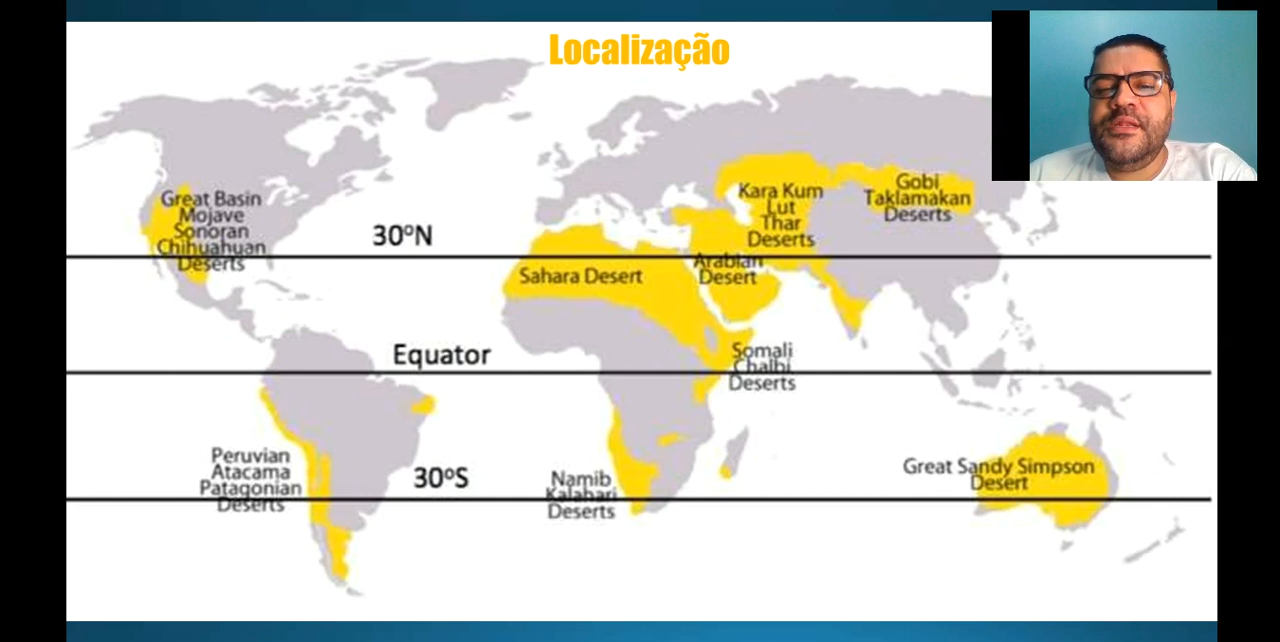 Localização
Great Basin
Mojave
Sonoran
Chihuahuan
Deserts
30ºN
Sahara Desert
Arabian
Desert
Kara Kum
Lut
Thar
Deserts
Gobi
Taklamakan
Deserts
Equator
Somali
Chalbi
Deserts
Peruvian
Atacama
Patagonian
Deserts
30ºS
Namib
Kalahari
Deserts
Great Sandy Simpson
Desert